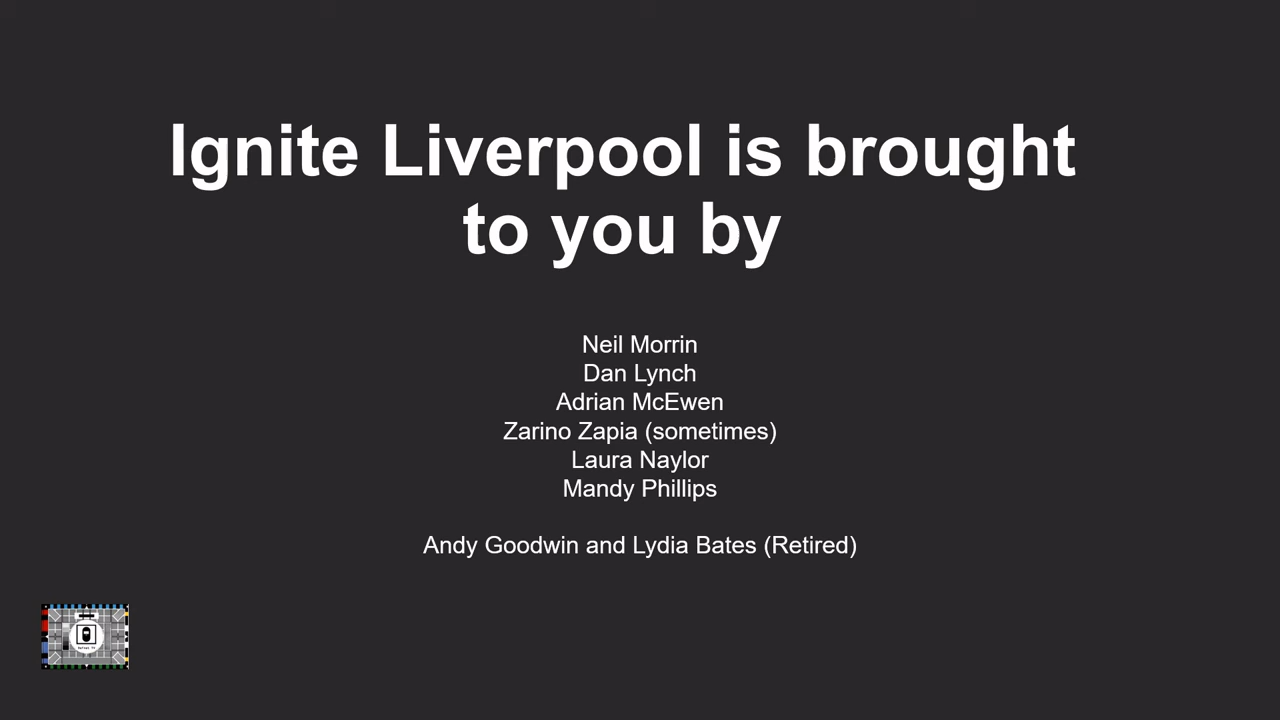 Ignite Liverpool is brought
to you by
Neil Morrin
Dan Lynch
Adrian McEwen
Zarino Zapia (sometimes)
Laura Naylor
Mandy Phillips
Andy Goodwin and Lydia Bates (Retired)